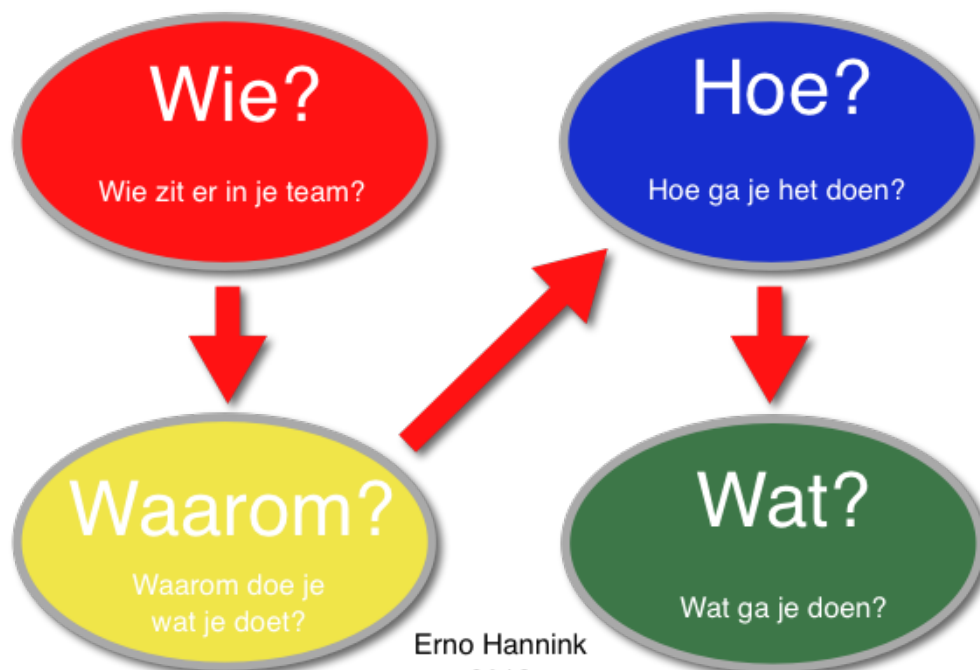 Wie?
Wie zit er in je team?
Waarom?
Waarom doe je
wat je doet?
Hoe?
Hoe ga je het doen?
Wat?
Wat ga je doen?
Erno Hannink